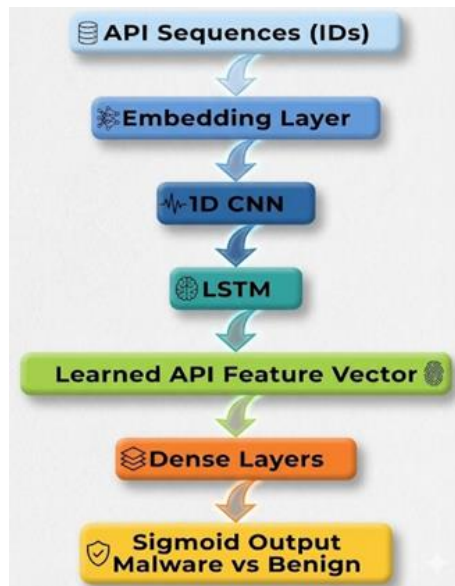 API Sequences (IDs)
Embedding Layer
1D CNN
LSTM
Learned API Feature Vector
Dense Layers
Sigmoid Output
Malware vs Benign